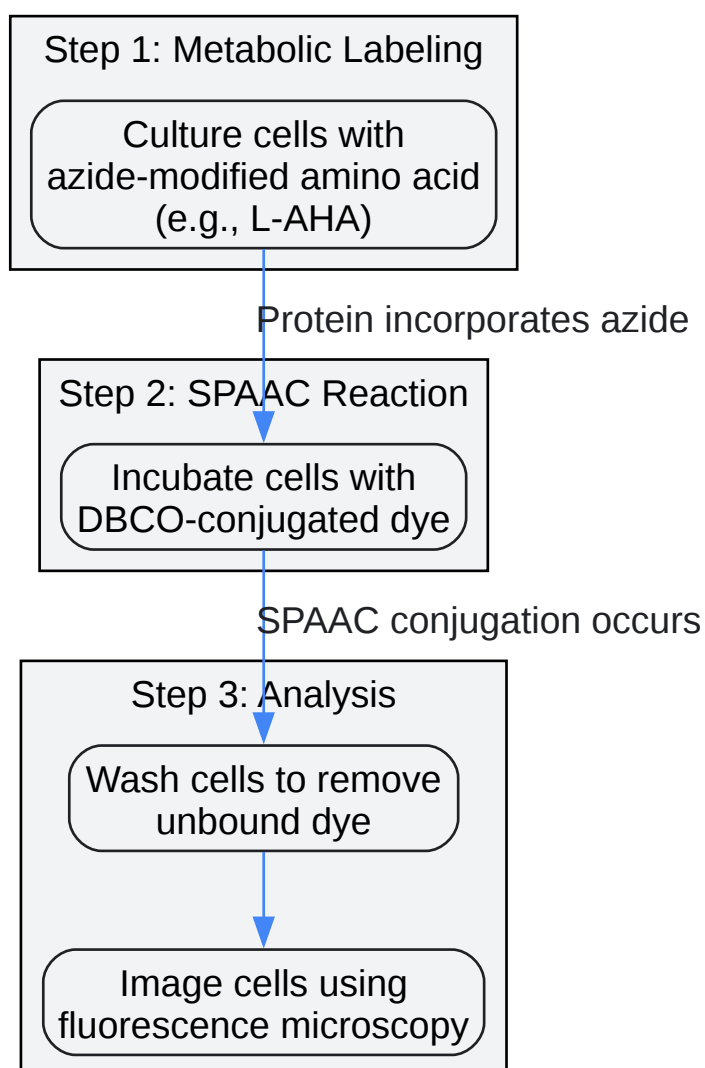 Step 1: Metabolic Labeling
Culture cells with
azide-modified amino acid
(e.g., L-AHA)
Protein incorporates azide
Step 2: SPAAC Reaction
Incubate cells with
DBCO-conjugated dye
SPAAC conjugation occurs
Step 3: Analysis
Wash cells to remove
unbound dye
Image cells using
fluorescence microscopy